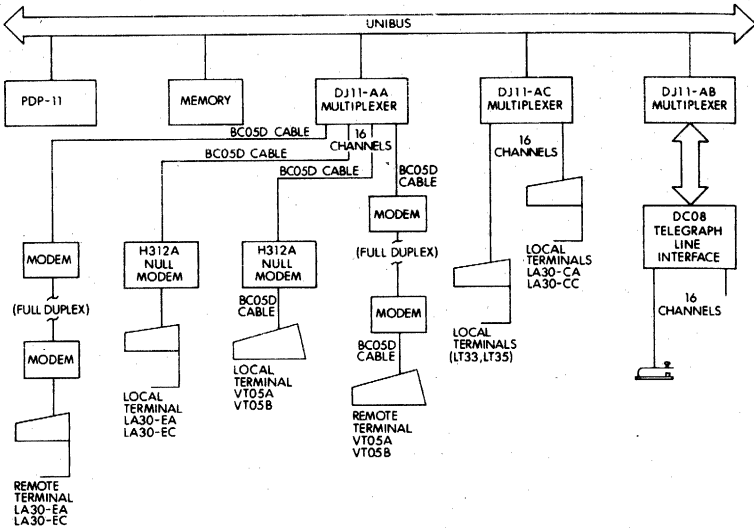 UNIBUS
PDP-11
MEMORY
DJ11-AA
MULTIPLEXER
DJ11-AC
MULTIPLEXER
DJ11-AB
MULTIPLEXER
BC05D CABLE
BC05D CABLE
BC05D CABLE
16
CHANNELS
BC05D
CABLE
16
CHANNELS
MODEM
(FULL DUPLEX)
MODEM
REMOTE
TERMINAL
LA30-EA
LA30-EC
H312A
NULL
MODEM
LOCAL
TERMINAL
LA30-EA
LA30-EC
H312A
NULL
MODEM
BC05D
CABLE
LOCAL
TERMINAL
VT05A
VT05B
MODEM
(FULL DUPLEX)
MODEM
BC05D
CABLE
REMOTE
TERMINAL
VT05A
VT05B
LOCAL
TERMINALS
(LT33,LT35)
LOCAL
TERMINALS
LA30-CA
LA30-CC
DC08
TELEGRAPH
LINE
INTERFACE
16
CHANNELS